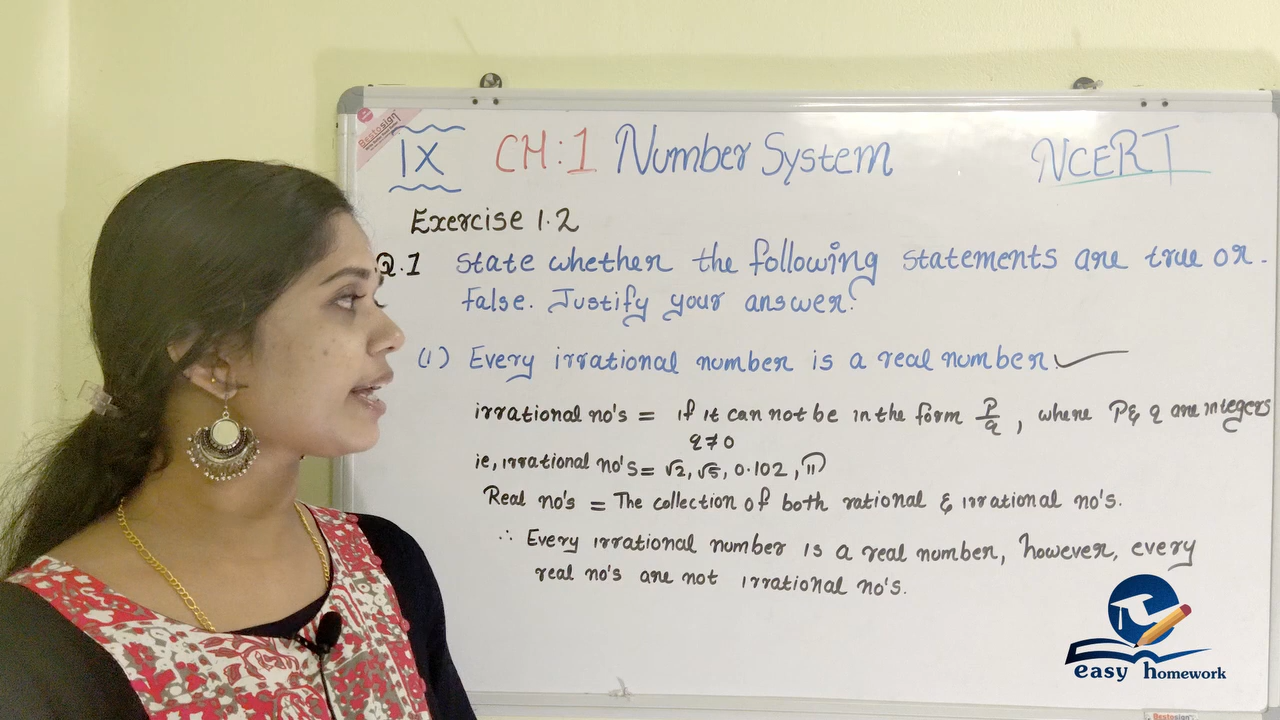 Bestosign
IX CH:1 Number System NCERT
Exercise 1.2
Q.1 State whether the following statements are true or
false. Justify your answer?
(1) Every irrational number is a real number.
irrational no's = if it can not be in the form P/q, where P & q are integers
q≠0
ie, irrational no's = √2, √5, 0.102, π
Real no's = The collection of both rational & irrational no's.
∴ Every irrational number is a real number, however, every
real no's are not irrational no's.
easy homework
Bestosign